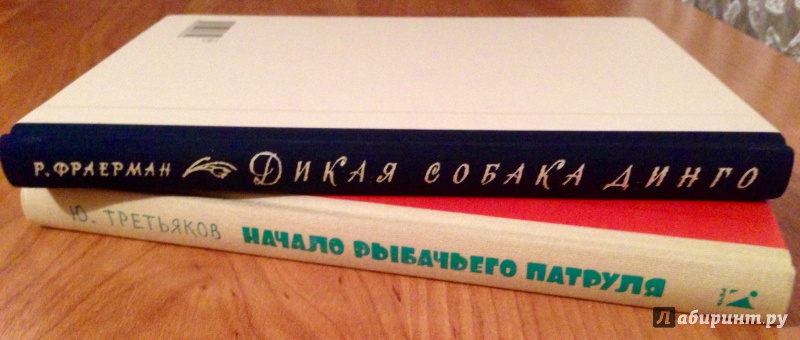 Р. ФРАЕРМАН ДИКАЯ СОБАКА ДИНГО
Ю. ТРЕТЬЯКОВ НАЧАЛО РЫБАЧЬЕГО ПАТРУЛЯ
Лабиринт.ру